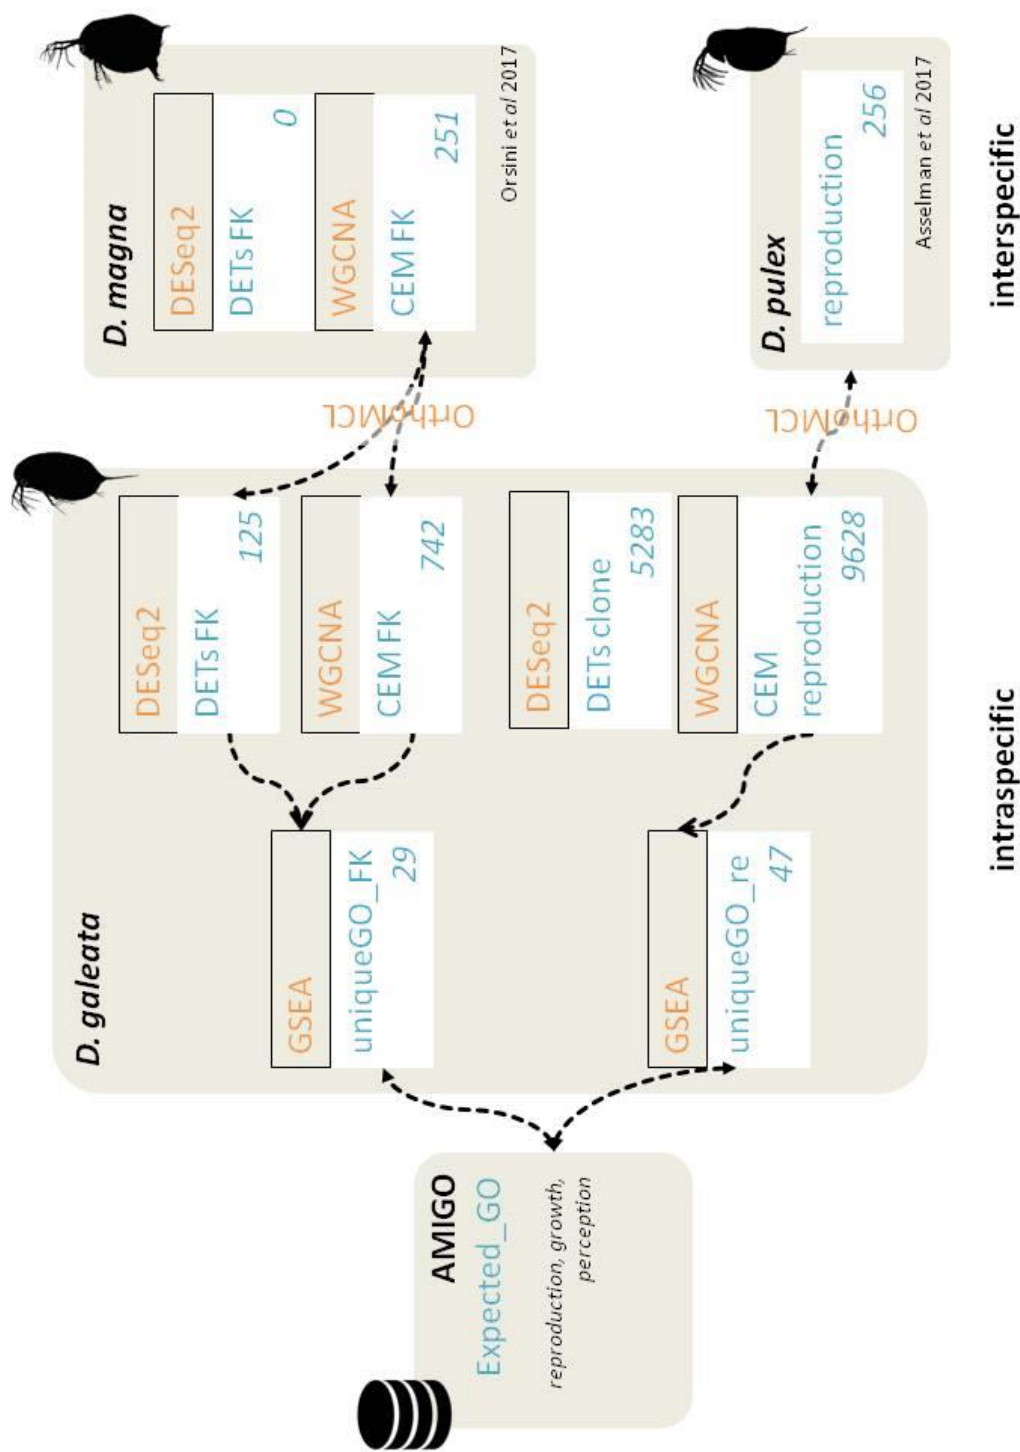 AMIGO
Expected_GO
reproduction, growth,
perception
D. galeata
GSEA
uniqueGO_FK
29
GSEA
uniqueGO_re
47
DESeq2
DETs FK
125
WGCNA
CEM FK
742
DESeq2
DETs clone
5283
WGCNA
CEM
reproduction
9628
intraspecific
OrthoMCL
OrthoMCL
D. magna
DESeq2
DETs FK
0
WGCNA
CEM FK
251
Orsini et al 2017
D. pulex
reproduction
256
Asselman et al 2017
interspecific